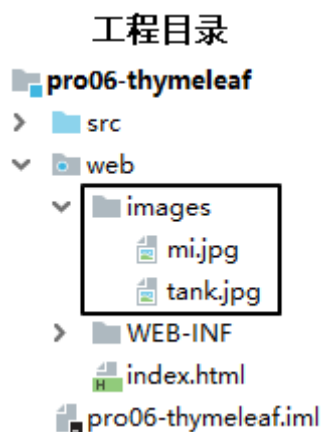 工程目录
pro06-thymeleaf
src
web
images
mi.jpg
tank.jpg
WEB-INF
index.html
pro06-thymeleaf.iml